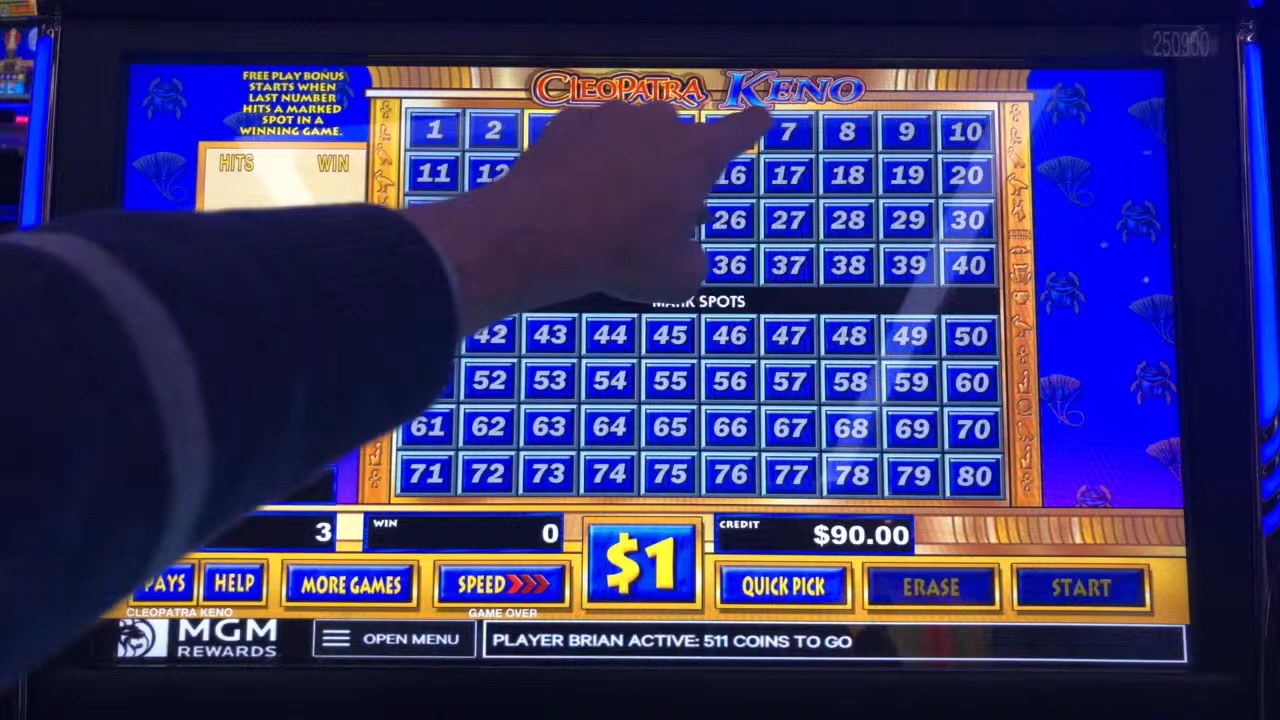 250900
FREE PLAY BONUS
STARTS WHEN
LAST NUMBER
HITS A MARKED
SPOT IN A
WINNING GAME.
HITS WIN
CLEOPATRA KENO
1 2 7 8 9 10
11 12 16 17 18 19 20
26 27 28 29 30
36 37 38 39 40
MARK SPOTS
42 43 44 45 46 47 48 49 50
52 53 54 55 56 57 58 59 60
61 62 63 64 65 66 67 68 69 70
71 72 73 74 75 76 77 78 79 80
3 WIN 0 $1 CREDIT $90.00
PAYS HELP MORE GAMES SPEED QUICK PICK ERASE START
CLEOPATRA KENO GAME OVER
MGM
REWARDS
OPEN MENU PLAYER BRIAN ACTIVE: 511 COINS TO GO